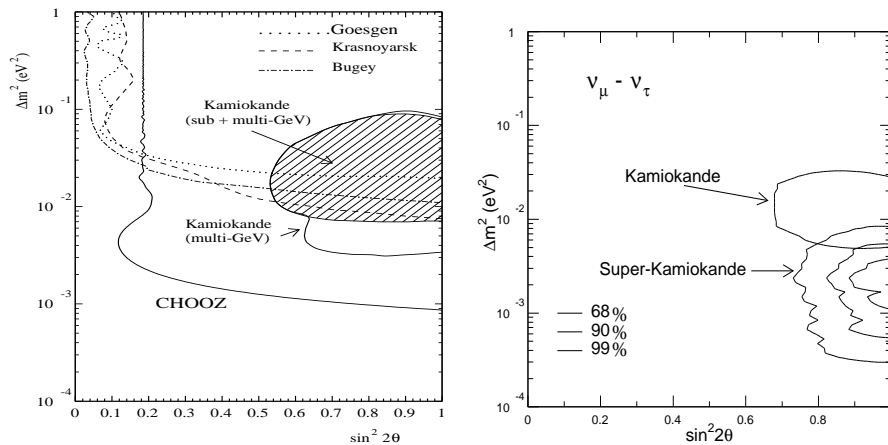 Δm² (eV²)
1
10⁻¹
10⁻²
10⁻³
10⁻⁴
Goesgen
Krasnoyarsk
Bugey
Kamiokande
(sub + multi-GeV)
Kamiokande
(multi-GeV)
CHOOZ
0 0.1 0.2 0.3 0.4 0.5 0.6 0.7 0.8 0.9 1
sin² 2θ
Δm² (eV²)
1
10⁻¹
10⁻²
10⁻³
10⁻⁴
ν_μ - ν_τ
Kamiokande
Super-Kamiokande
68%
90%
99%
0 0.2 0.4 0.6 0.8
sin²2θ